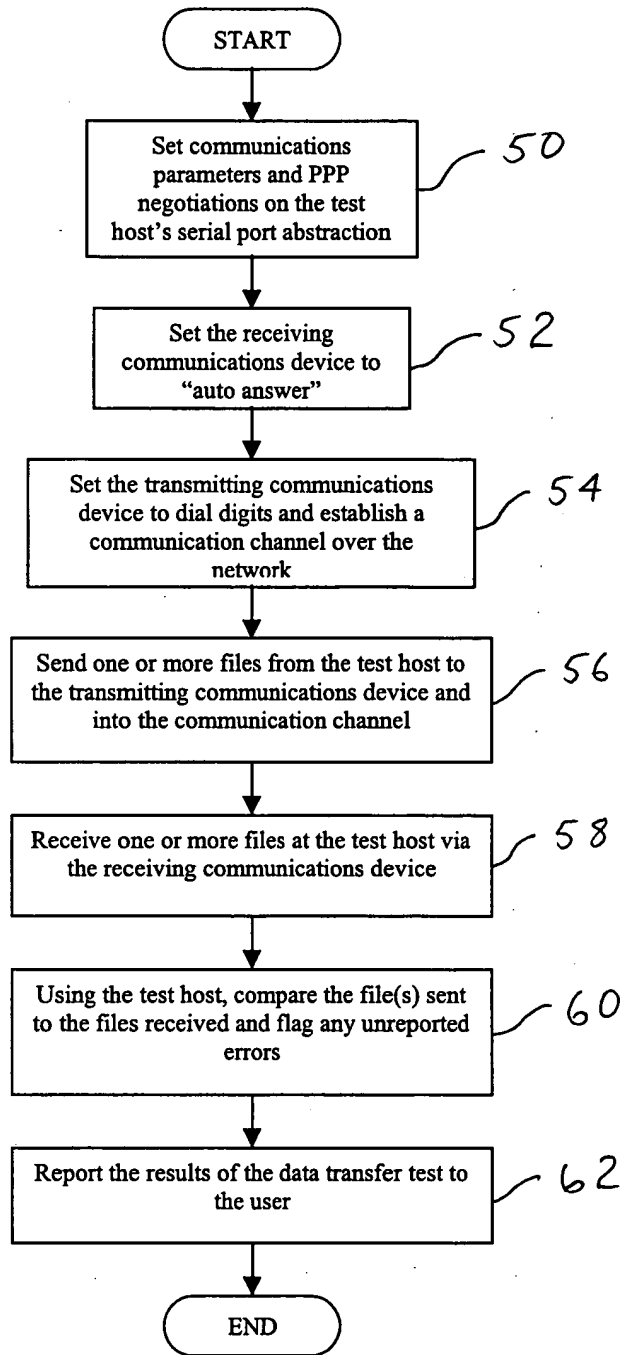 START
Set communications
parameters and PPP
negotiations on the test
host's serial port abstraction
50
Set the receiving
communications device to
“auto answer”
52
Set the transmitting communications
device to dial digits and establish a
communication channel over the
network
54
Send one or more files from the test host to
the transmitting communications device and
into the communication channel
56
Receive one or more files at the test host via
the receiving communications device
58
Using the test host, compare the file(s) sent
to the files received and flag any unreported
errors
60
Report the results of the data transfer test to
the user
62
END